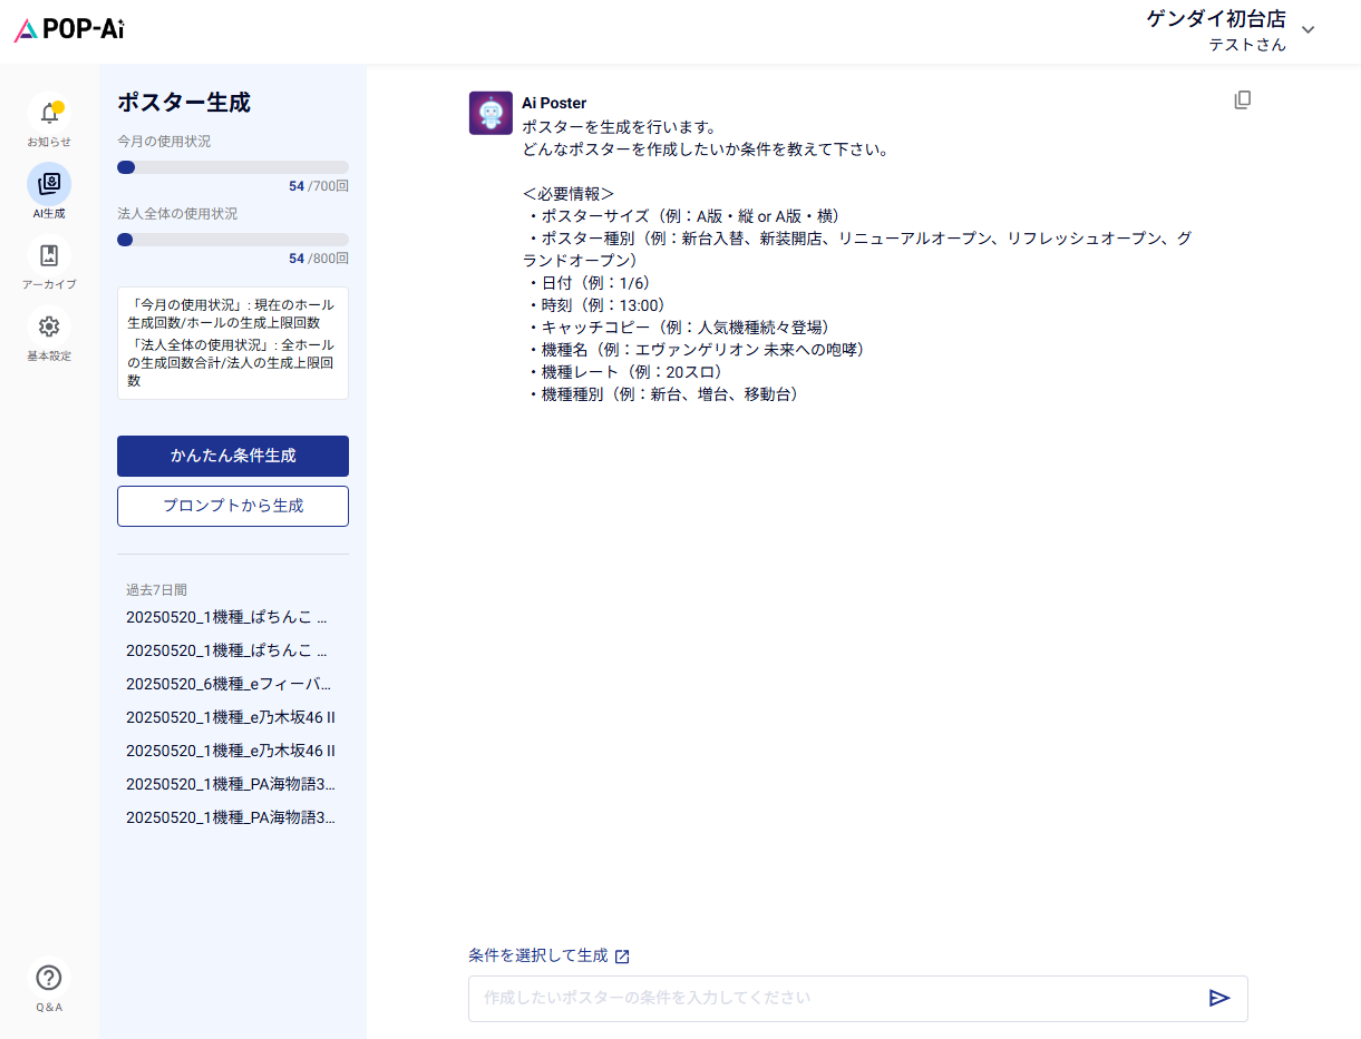 POP-Ai
ゲンダイ初台店
テストさん
お知らせ
AI生成
アーカイブ
基本設定
Q&A
ポスター生成
今月の使用状況
54 /700回
法人全体の使用状況
54 /800回
「今月の使用状況」: 現在のホール
生成回数/ホールの生成上限回数
「法人全体の使用状況」: 全ホール
の生成回数合計/法人の生成上限回
数
かんたん条件生成
プロンプトから生成
過去7日間
20250520_1機種_ぱちんこ ...
20250520_1機種_ぱちんこ ...
20250520_6機種_eフィーバ...
20250520_1機種_e乃木坂46 II
20250520_1機種_e乃木坂46 II
20250520_1機種_PA海物語3...
20250520_1機種_PA海物語3...
Ai Poster
ポスターを生成を行います。
どんなポスターを作成したいか条件を教えて下さい。
＜必要情報＞
・ポスターサイズ（例：A版・縦 or A版・横）
・ポスター種別（例：新台入替、新装開店、リニューアルオープン、リフレッシュオープン、グ
ランドオープン）
・日付（例：1/6）
・時刻（例：13:00）
・キャッチコピー（例：人気機種続々登場）
・機種名（例：エヴァンゲリオン 未来への咆哮）
・機種レート（例：20スロ）
・機種種別（例：新台、増台、移動台）
条件を選択して生成
作成したいポスターの条件を入力してください